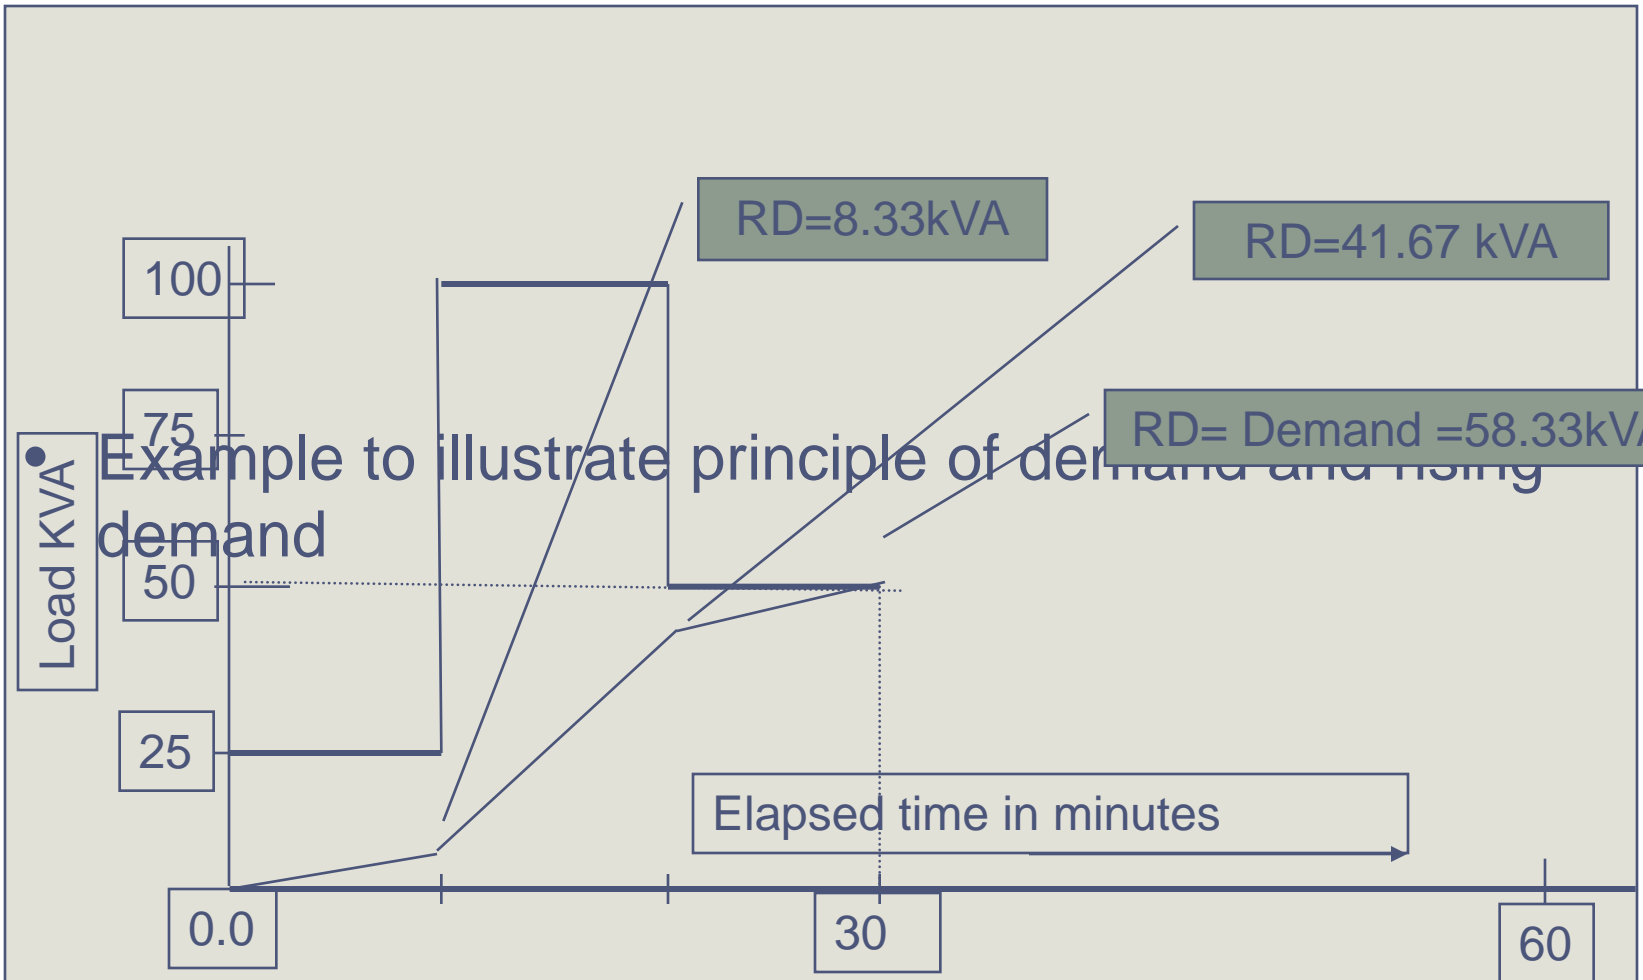 RD=8.33kVA
RD=41.67 kVA
100
75
RD= Demand =58.33kVA
• Example to illustrate principle of demand and rising
demand
Load KVA
50
25
Elapsed time in minutes
0.0
30
60